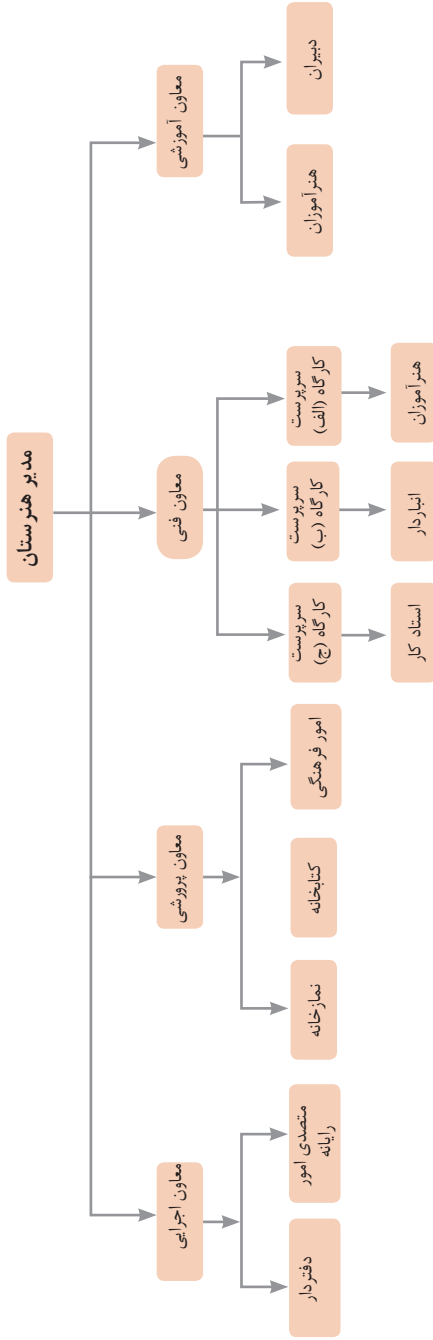 مدیر هنرستان
معاون آموزشی
معاون فنی
معاون پرورشی
معاون اجرایی
دبیران
هنرآموزان
سرپرست
کارگاه (الف)
سرپرست
کارگاه (ب)
سرپرست
کارگاه (ج)
امور فرهنگی
کتابخانه
نمازخانه
متصدی امور
رایانه
دفتردار
هنرآموزان
انباردار
استاد کار